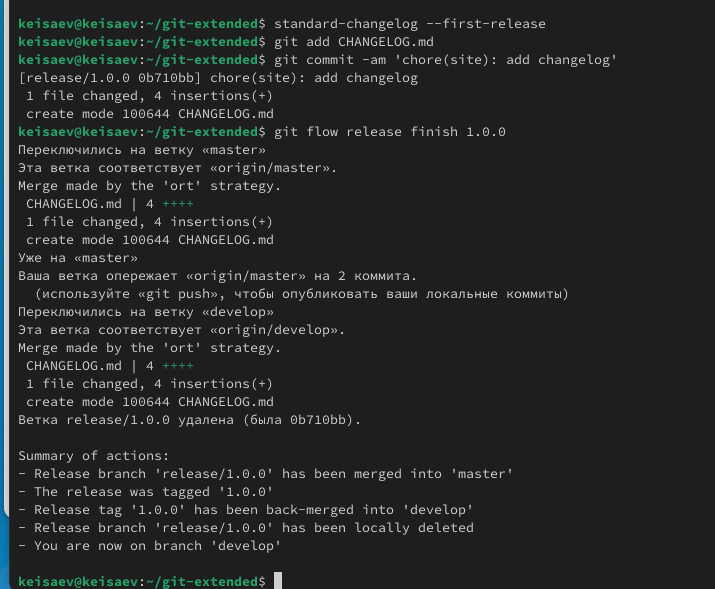 keisaev@keisaev:~/git-extended$ standard-changelog --first-release
keisaev@keisaev:~/git-extended$ git add CHANGELOG.md
keisaev@keisaev:~/git-extended$ git commit -am 'chore(site): add changelog'
[release/1.0.0 0b710bb] chore(site): add changelog
 1 file changed, 4 insertions(+)
 create mode 100644 CHANGELOG.md
keisaev@keisaev:~/git-extended$ git flow release finish 1.0.0
Переключились на ветку «master»
Эта ветка соответствует «origin/master».
Merge made by the 'ort' strategy.
 CHANGELOG.md | 4 ++++
 1 file changed, 4 insertions(+)
 create mode 100644 CHANGELOG.md
Уже на «master»
Ваша ветка опережает «origin/master» на 2 коммита.
  (используйте «git push», чтобы опубликовать ваши локальные коммиты)
Переключились на ветку «develop»
Эта ветка соответствует «origin/develop».
Merge made by the 'ort' strategy.
 CHANGELOG.md | 4 ++++
 1 file changed, 4 insertions(+)
 create mode 100644 CHANGELOG.md
Ветка release/1.0.0 удалена (была 0b710bb).

Summary of actions:
- Release branch 'release/1.0.0' has been merged into 'master'
- The release was tagged '1.0.0'
- Release tag '1.0.0' has been back-merged into 'develop'
- Release branch 'release/1.0.0' has been locally deleted
- You are now on branch 'develop'

keisaev@keisaev:~/git-extended$